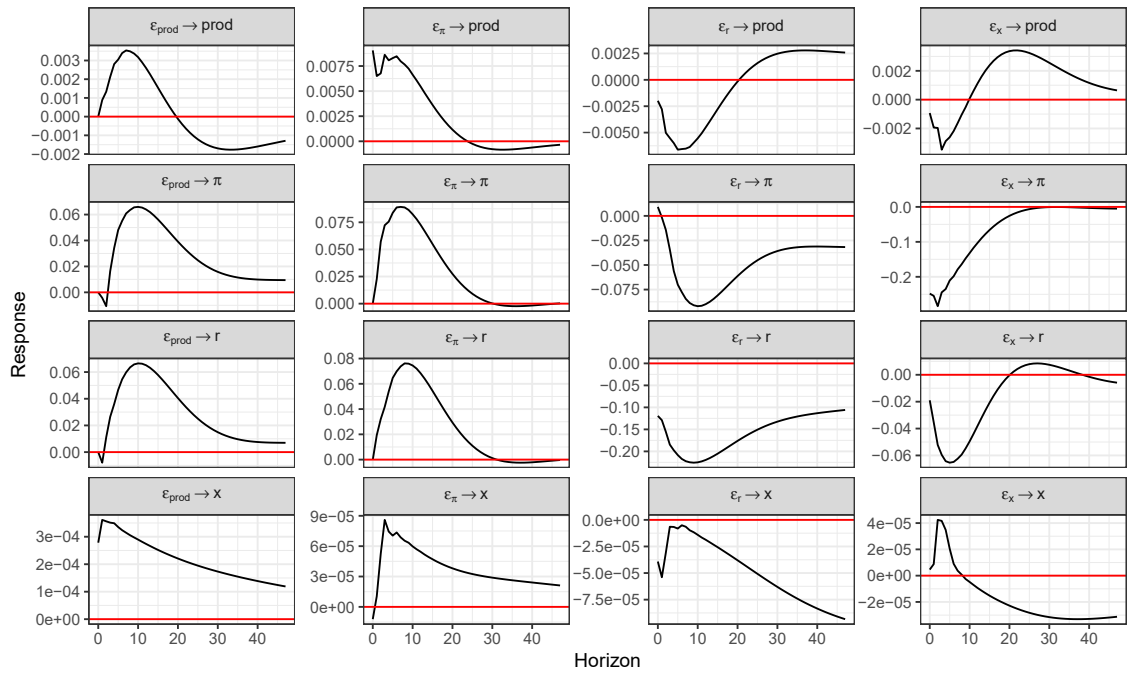 ε_prod → prod
ε_π → prod
ε_r → prod
ε_x → prod
0.003
0.002
0.001
0.000
−0.001
−0.002
0.0075
0.0050
0.0025
0.0000
0.0025
0.0000
−0.0025
−0.0050
0.002
0.000
−0.002
ε_prod → π
ε_π → π
ε_r → π
ε_x → π
0.06
0.04
0.02
0.00
0.075
0.050
0.025
0.000
0.000
−0.025
−0.050
−0.075
0.0
−0.1
−0.2
ε_prod → r
ε_π → r
ε_r → r
ε_x → r
0.06
0.04
0.02
0.00
0.08
0.06
0.04
0.02
0.00
0.00
−0.05
−0.10
−0.15
−0.20
0.00
−0.02
−0.04
−0.06
ε_prod → x
ε_π → x
ε_r → x
ε_x → x
3e−04
2e−04
1e−04
0e+00
9e−05
6e−05
3e−05
0e+00
0.0e+00
−2.5e−05
−5.0e−05
−7.5e−05
4e−05
2e−05
0e+00
−2e−05
0 10 20 30 40
0 10 20 30 40
0 10 20 30 40
0 10 20 30 40
Response
Horizon